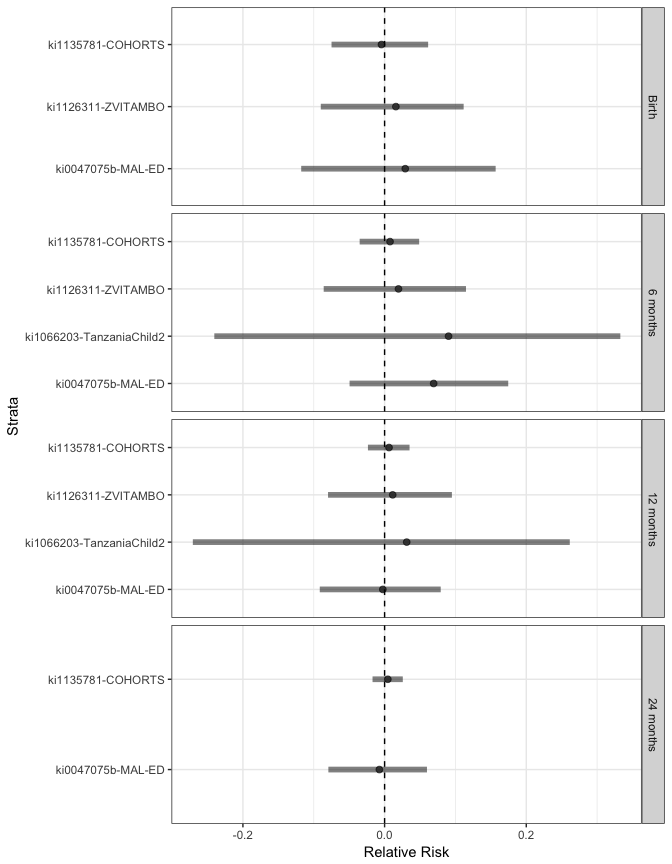 ki1135781-COHORTS
ki1126311-ZVITAMBO
ki0047075b-MAL-ED
Birth
ki1135781-COHORTS
ki1126311-ZVITAMBO
ki1066203-TanzaniaChild2
ki0047075b-MAL-ED
6 months
ki1135781-COHORTS
ki1126311-ZVITAMBO
ki1066203-TanzaniaChild2
ki0047075b-MAL-ED
12 months
ki1135781-COHORTS
ki0047075b-MAL-ED
24 months
Strata
-0.2 0.0 0.2
Relative Risk